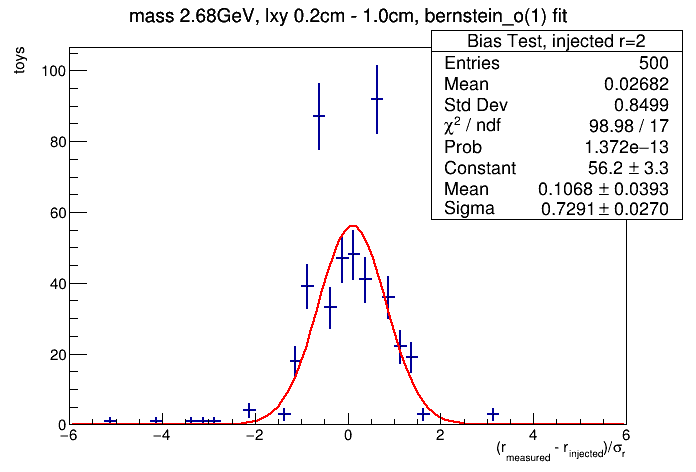 mass 2.68GeV, lxy 0.2cm - 1.0cm, bernstein_o(1) fit
Bias Test, injected r=2
Entries 500
Mean 0.02682
Std Dev 0.8499
χ² / ndf 98.98 / 17
Prob 1.372e−13
Constant 56.2 ± 3.3
Mean 0.1068 ± 0.0393
Sigma 0.7291 ± 0.0270
toys
100
80
60
40
20
0
−6 −4 −2 0 2 4 6
(r_measured - r_injected)/σ_r